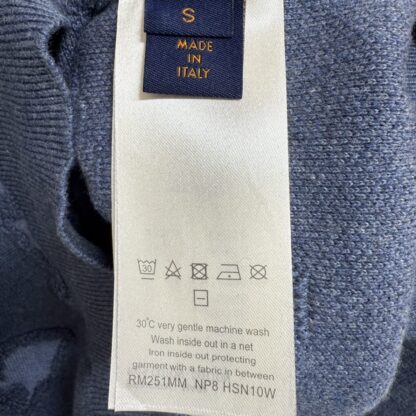 S
MADE
IN
ITALY
30
30°C very gentle machine wash
Wash inside out in a net
Iron inside out protecting
garment with a fabric in between
RM251MM NP8 HSN10W